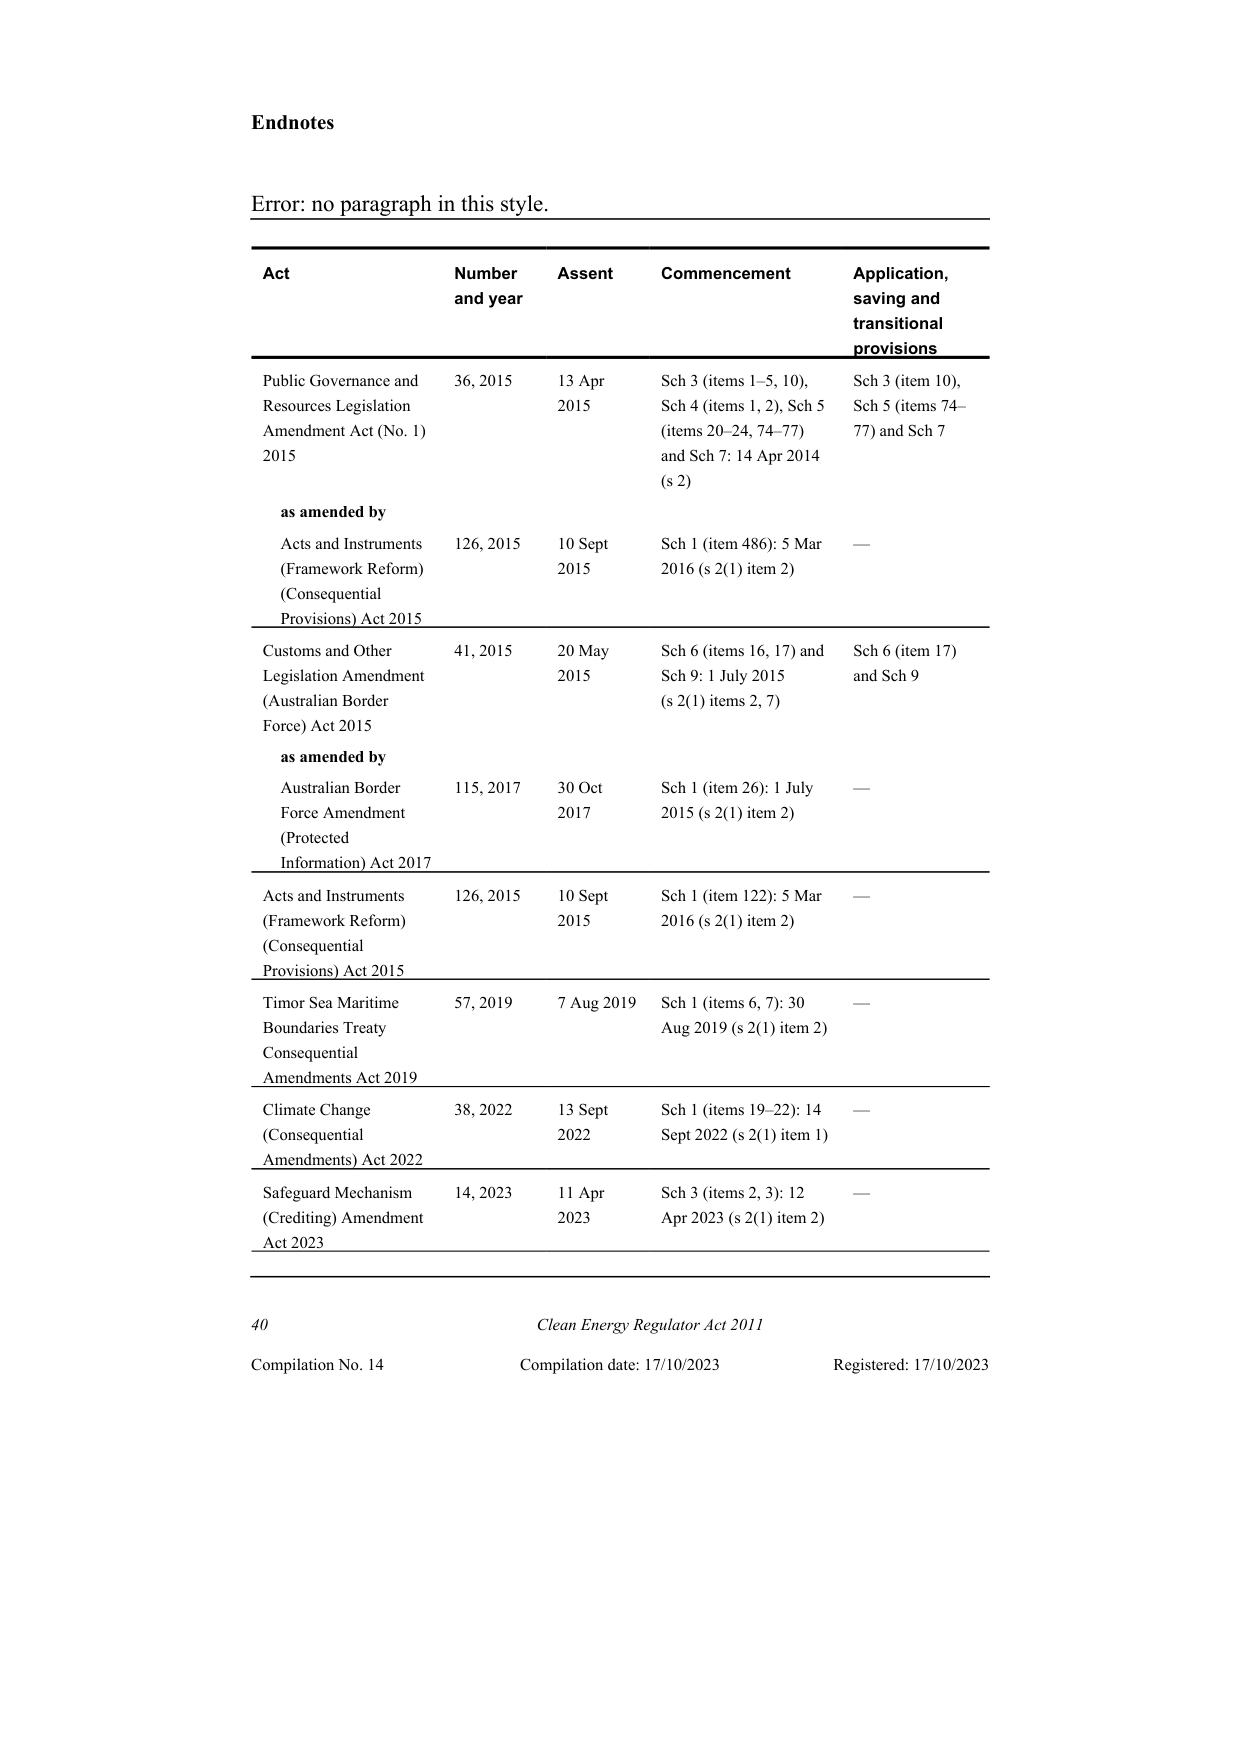 Endnotes
Error: no paragraph in this style.
Act Number Assent Commencement Application,
and year saving and
transitional
provisions
Public Governance and 36, 2015 13 Apr Sch 3 (items 1–5, 10), Sch 3 (item 10),
Resources Legislation 2015 Sch 4 (items 1, 2), Sch 5 Sch 5 (items 74–
Amendment Act (No. 1) (items 20–24, 74–77) 77) and Sch 7
2015 and Sch 7: 14 Apr 2014
(s 2)
as amended by
Acts and Instruments 126, 2015 10 Sept Sch 1 (item 486): 5 Mar —
(Framework Reform) 2015 2016 (s 2(1) item 2)
(Consequential
Provisions) Act 2015
Customs and Other 41, 2015 20 May Sch 6 (items 16, 17) and Sch 6 (item 17)
Legislation Amendment 2015 Sch 9: 1 July 2015 and Sch 9
(Australian Border (s 2(1) items 2, 7)
Force) Act 2015
as amended by
Australian Border 115, 2017 30 Oct Sch 1 (item 26): 1 July —
Force Amendment 2017 2015 (s 2(1) item 2)
(Protected
Information) Act 2017
Acts and Instruments 126, 2015 10 Sept Sch 1 (item 122): 5 Mar —
(Framework Reform) 2015 2016 (s 2(1) item 2)
(Consequential
Provisions) Act 2015
Timor Sea Maritime 57, 2019 7 Aug 2019 Sch 1 (items 6, 7): 30 —
Boundaries Treaty Aug 2019 (s 2(1) item 2)
Consequential
Amendments Act 2019
Climate Change 38, 2022 13 Sept Sch 1 (items 19–22): 14 —
(Consequential 2022 Sept 2022 (s 2(1) item 1)
Amendments) Act 2022
Safeguard Mechanism 14, 2023 11 Apr Sch 3 (items 2, 3): 12 —
(Crediting) Amendment 2023 Apr 2023 (s 2(1) item 2)
Act 2023
40 Clean Energy Regulator Act 2011
Compilation No. 14 Compilation date: 17/10/2023 Registered: 17/10/2023